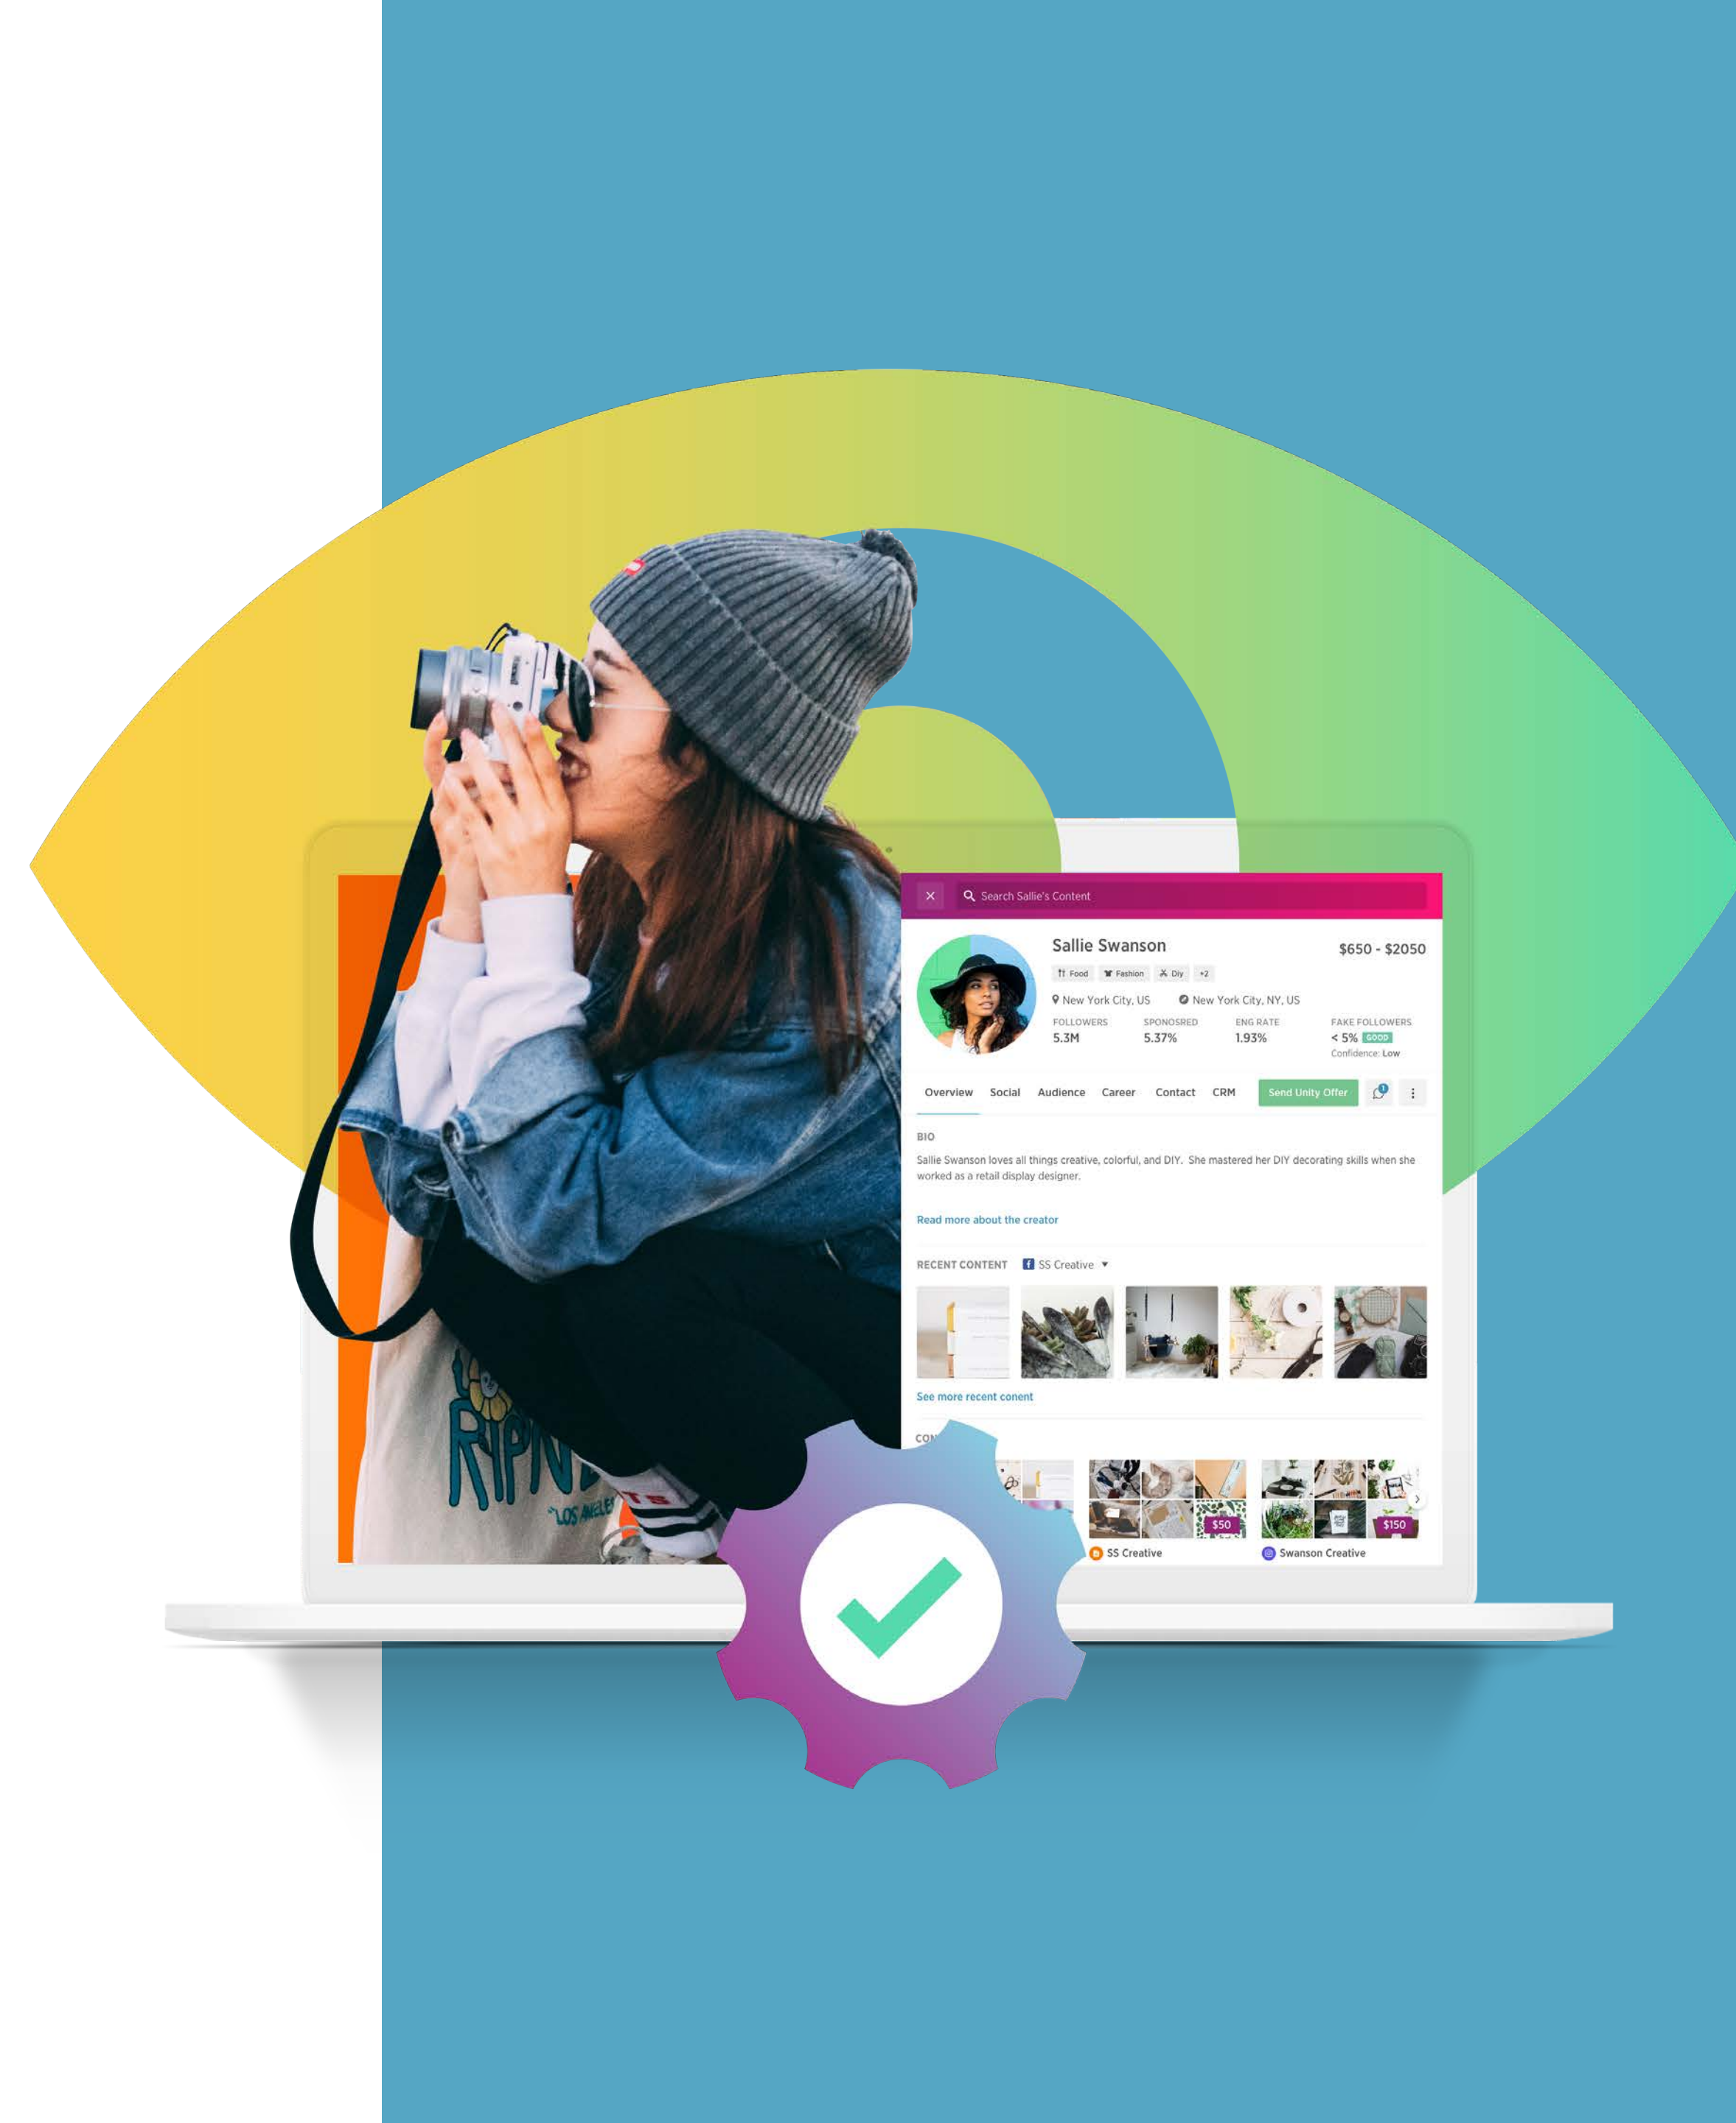 Search Sallie's Content
Sallie Swanson
$650 - $2050
Food Fashion Diy +2
New York City, US New York City, NY, US
FOLLOWERS SPONOSRED ENG RATE FAKE FOLLOWERS
5.3M 5.37% 1.93% < 5% GOOD
Confidence: Low
Overview Social Audience Career Contact CRM Send Unity Offer 1
BIO
Sallie Swanson loves all things creative, colorful, and DIY. She mastered her DIY decorating skills when she
worked as a retail display designer.
Read more about the creator
RECENT CONTENT SS Creative
See more recent conent
$50 $150
SS Creative Swanson Creative
"LOS ANGELES